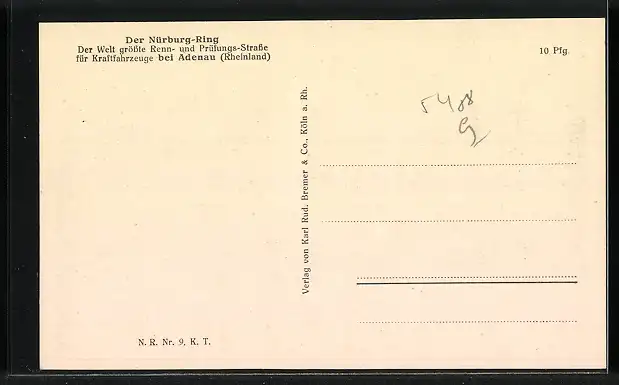 Der Nürburg-Ring
Der Welt größte Renn- und Prüfungs-Straße
für Kraftfahrzeuge bei Adenau (Rheinland)
10 Pfg.
Verlag von Karl Rud. Bremer & Co., Köln a. Rh.
N. R. Nr. 9, K. T.